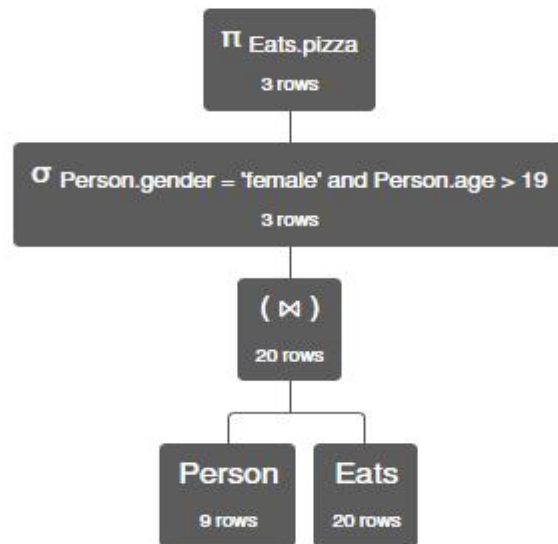 π Eats.pizza
3 rows
σ Person.gender = 'female' and Person.age > 19
3 rows
( ⋈ )
20 rows
Person
9 rows
Eats
20 rows